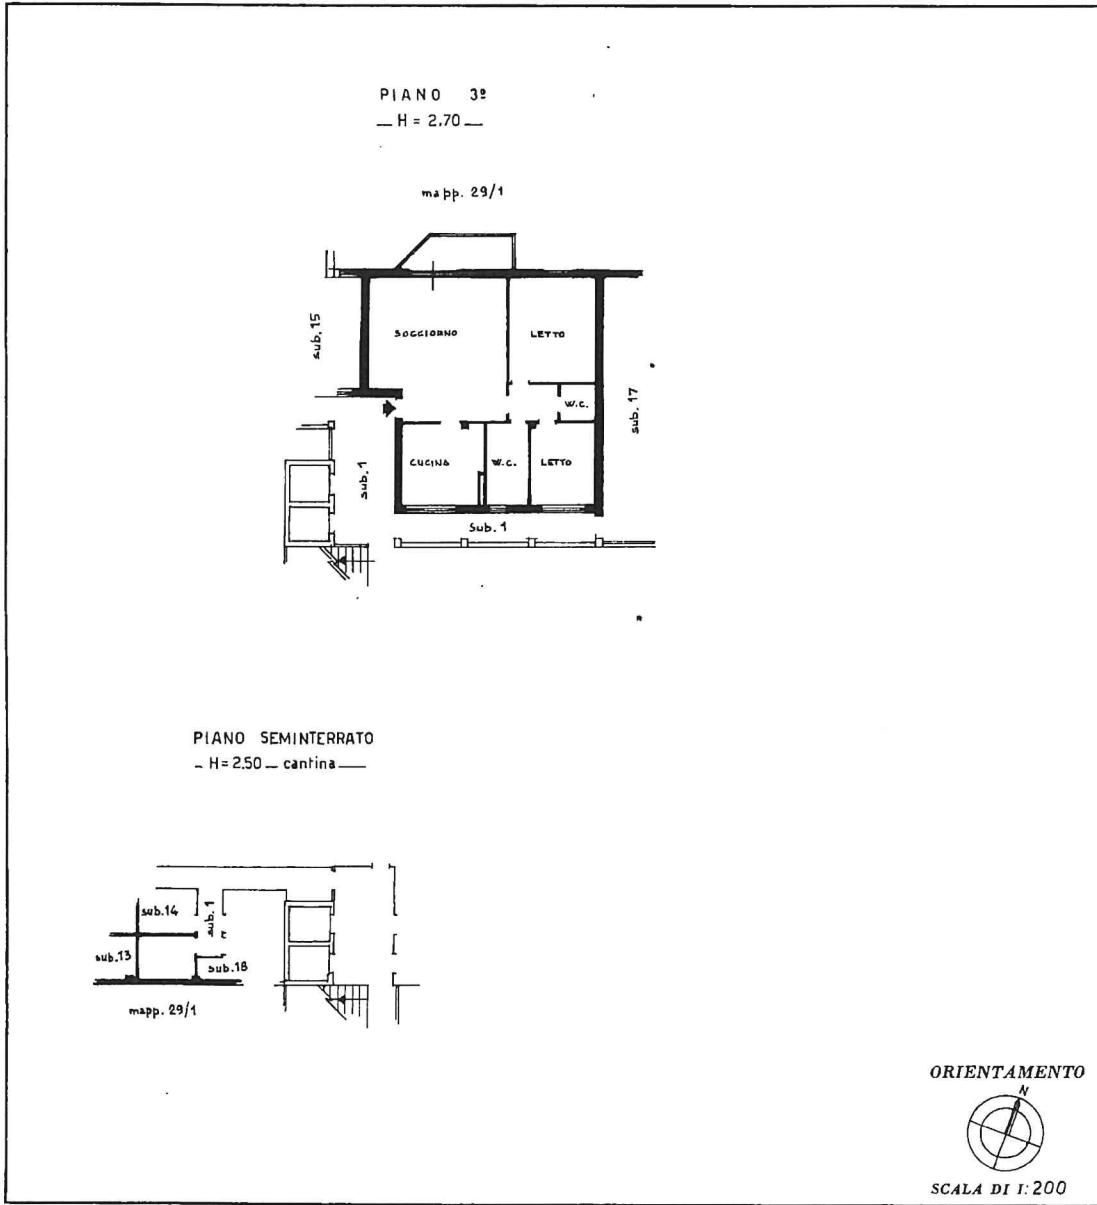 PIANO 3º
— H = 2.70 —
mapp. 29/1
sub. 15
SOGGIORNO
LETTO
W.C.
sub. 17
CUCINA
W.C.
LETTO
sub. 1
Sub. 1
PIANO SEMINTERRATO
– H = 2.50 — cantina —
sub. 14
sub. 1
sub. 13
sub. 18
mapp. 29/1
ORIENTAMENTO
N
SCALA DI 1: 200